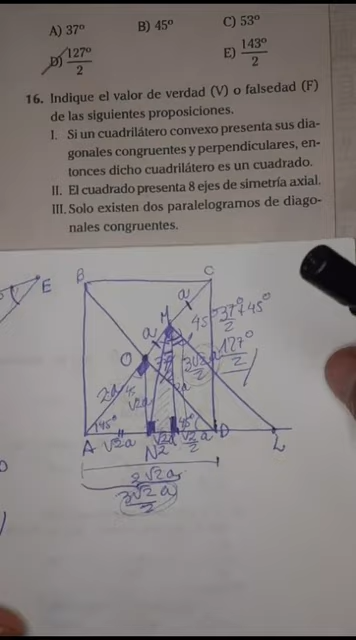 A) 37°
B) 45°
C) 53°
D) 127°/2
E) 143°/2
16. Indique el valor de verdad (V) o falsedad (F)
de las siguientes proposiciones.
I. Si un cuadrilátero convexo presenta sus dia-
gonales congruentes y perpendiculares, en-
tonces dicho cuadrilátero es un cuadrado.
II. El cuadrado presenta 8 ejes de simetría axial.
III. Solo existen dos paralelogramos de diago-
nales congruentes.
E
B
C
a
M
a
45°
37°/2 + 45°
127°/2
O
3√2/2 a
2a
√2a
A
45°
√2a
N
√2/2 a
D
L
3√2 a/2